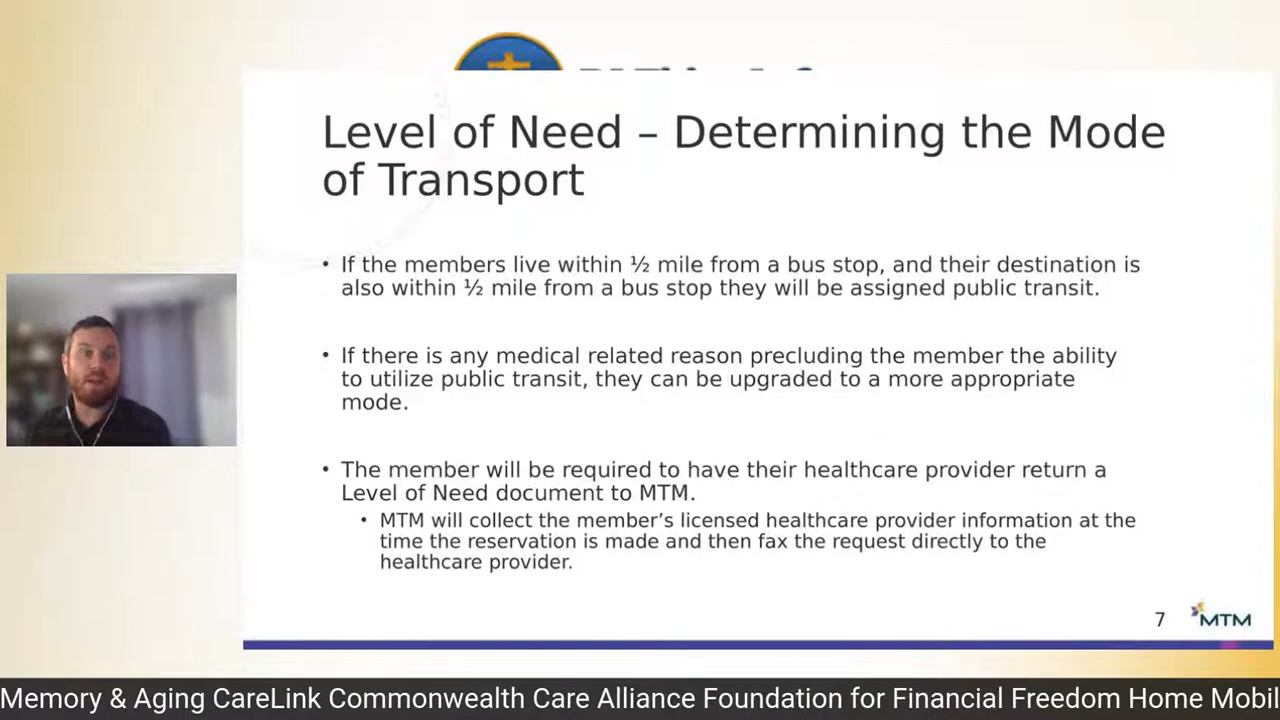 Level of Need – Determining the Mode
of Transport
• If the members live within ½ mile from a bus stop, and their destination is
also within ½ mile from a bus stop they will be assigned public transit.
• If there is any medical related reason precluding the member the ability
to utilize public transit, they can be upgraded to a more appropriate
mode.
• The member will be required to have their healthcare provider return a
Level of Need document to MTM.
• MTM will collect the member’s licensed healthcare provider information at the
time the reservation is made and then fax the request directly to the
healthcare provider.
7
MTM
Memory & Aging CareLink Commonwealth Care Alliance Foundation for Financial Freedom Home Mobil